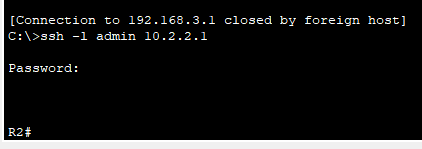 [Connection to 192.168.3.1 closed by foreign host]
C:\>ssh -l admin 10.2.2.1
Password:
R2#